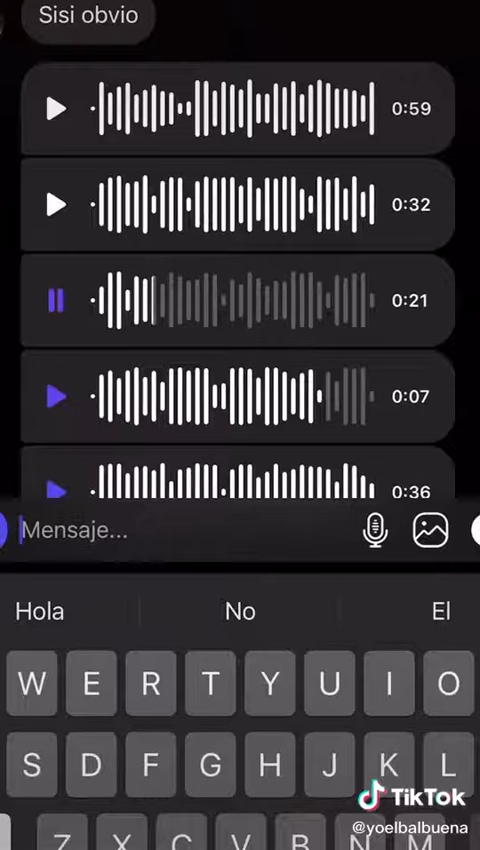 Sisi obvio
0:59
0:32
0:21
0:07
0:36
Mensaje...
Hola No El
W E R T Y U I O
S D F G H J K L
Z X C V B N M
TikTok
@yoelbalbuena